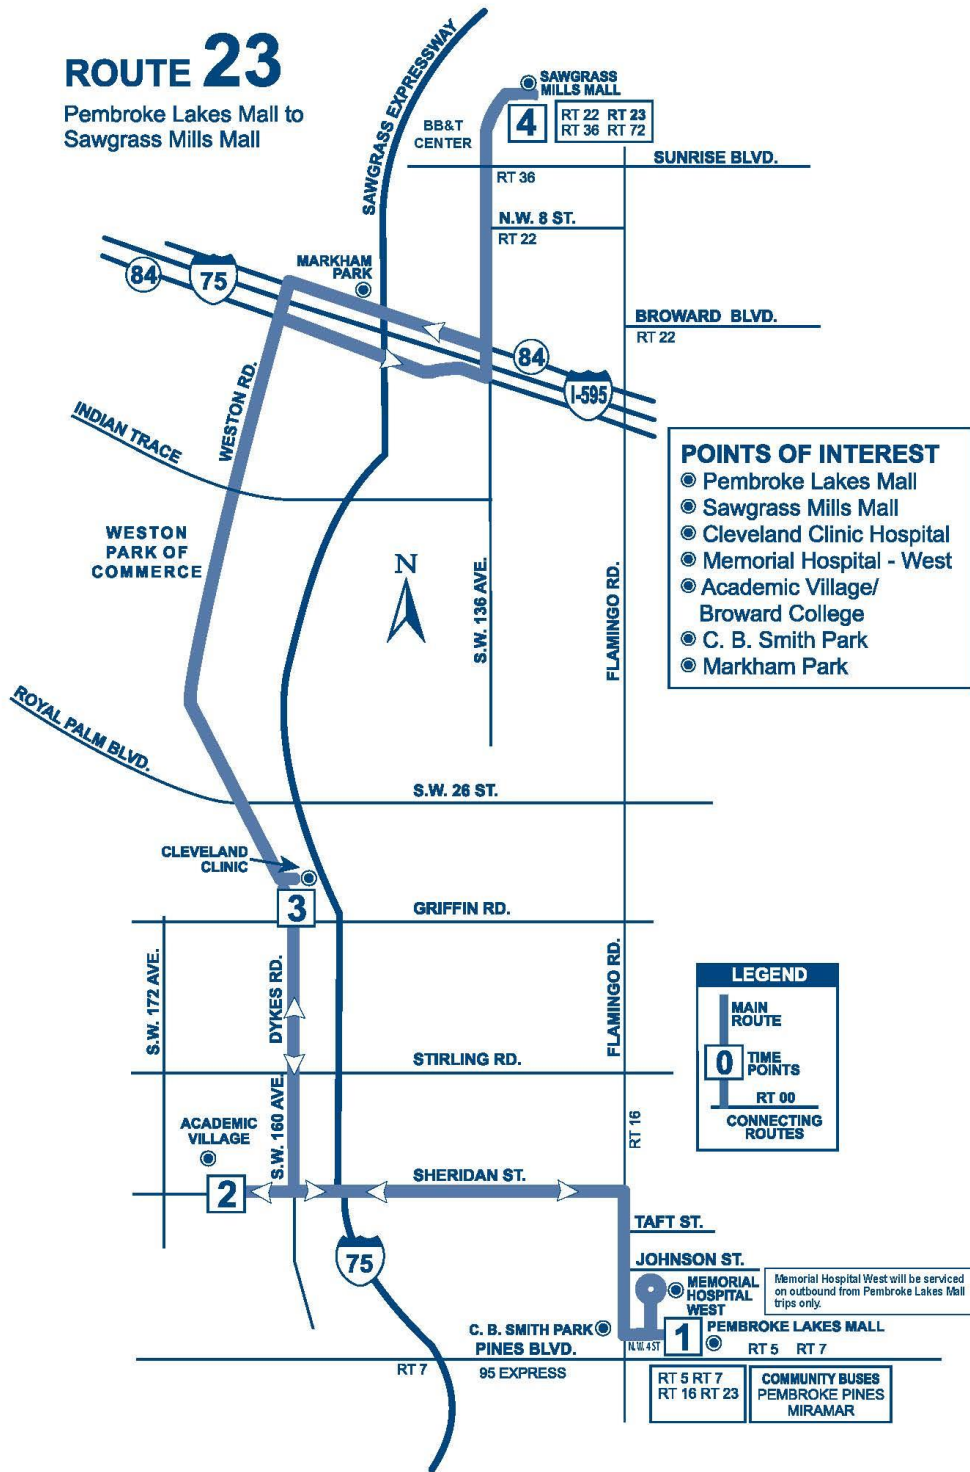 ROUTE 23
Pembroke Lakes Mall to
Sawgrass Mills Mall
SAWGRASS EXPRESSWAY
SAWGRASS
MILLS MALL
BB&T
CENTER
4
RT 22 RT 23
RT 36 RT 72
SUNRISE BLVD.
RT 36
N.W. 8 ST.
RT 22
MARKHAM
PARK
84
75
BROWARD BLVD.
RT 22
84
I-595
WESTON RD.
INDIAN TRACE
POINTS OF INTEREST
Pembroke Lakes Mall
Sawgrass Mills Mall
Cleveland Clinic Hospital
Memorial Hospital - West
Academic Village/
Broward College
C. B. Smith Park
Markham Park
WESTON
PARK OF
COMMERCE
N
S.W. 136 AVE.
FLAMINGO RD.
ROYAL PALM BLVD.
S.W. 26 ST.
CLEVELAND
CLINIC
3
GRIFFIN RD.
S.W. 172 AVE.
DYKES RD.
FLAMINGO RD.
LEGEND
MAIN
ROUTE
0
TIME
POINTS
RT 00
CONNECTING
ROUTES
STIRLING RD.
S.W. 160 AVE.
RT 16
ACADEMIC
VILLAGE
2
SHERIDAN ST.
TAFT ST.
75
JOHNSON ST.
MEMORIAL
HOSPITAL
WEST
Memorial Hospital West will be serviced
on outbound from Pembroke Lakes Mall
trips only.
C. B. SMITH PARK
N.W. 4 ST
1
PEMBROKE LAKES MALL
PINES BLVD.
RT 5 RT 7
RT 7
95 EXPRESS
RT 5 RT 7
RT 16 RT 23
COMMUNITY BUSES
PEMBROKE PINES
MIRAMAR